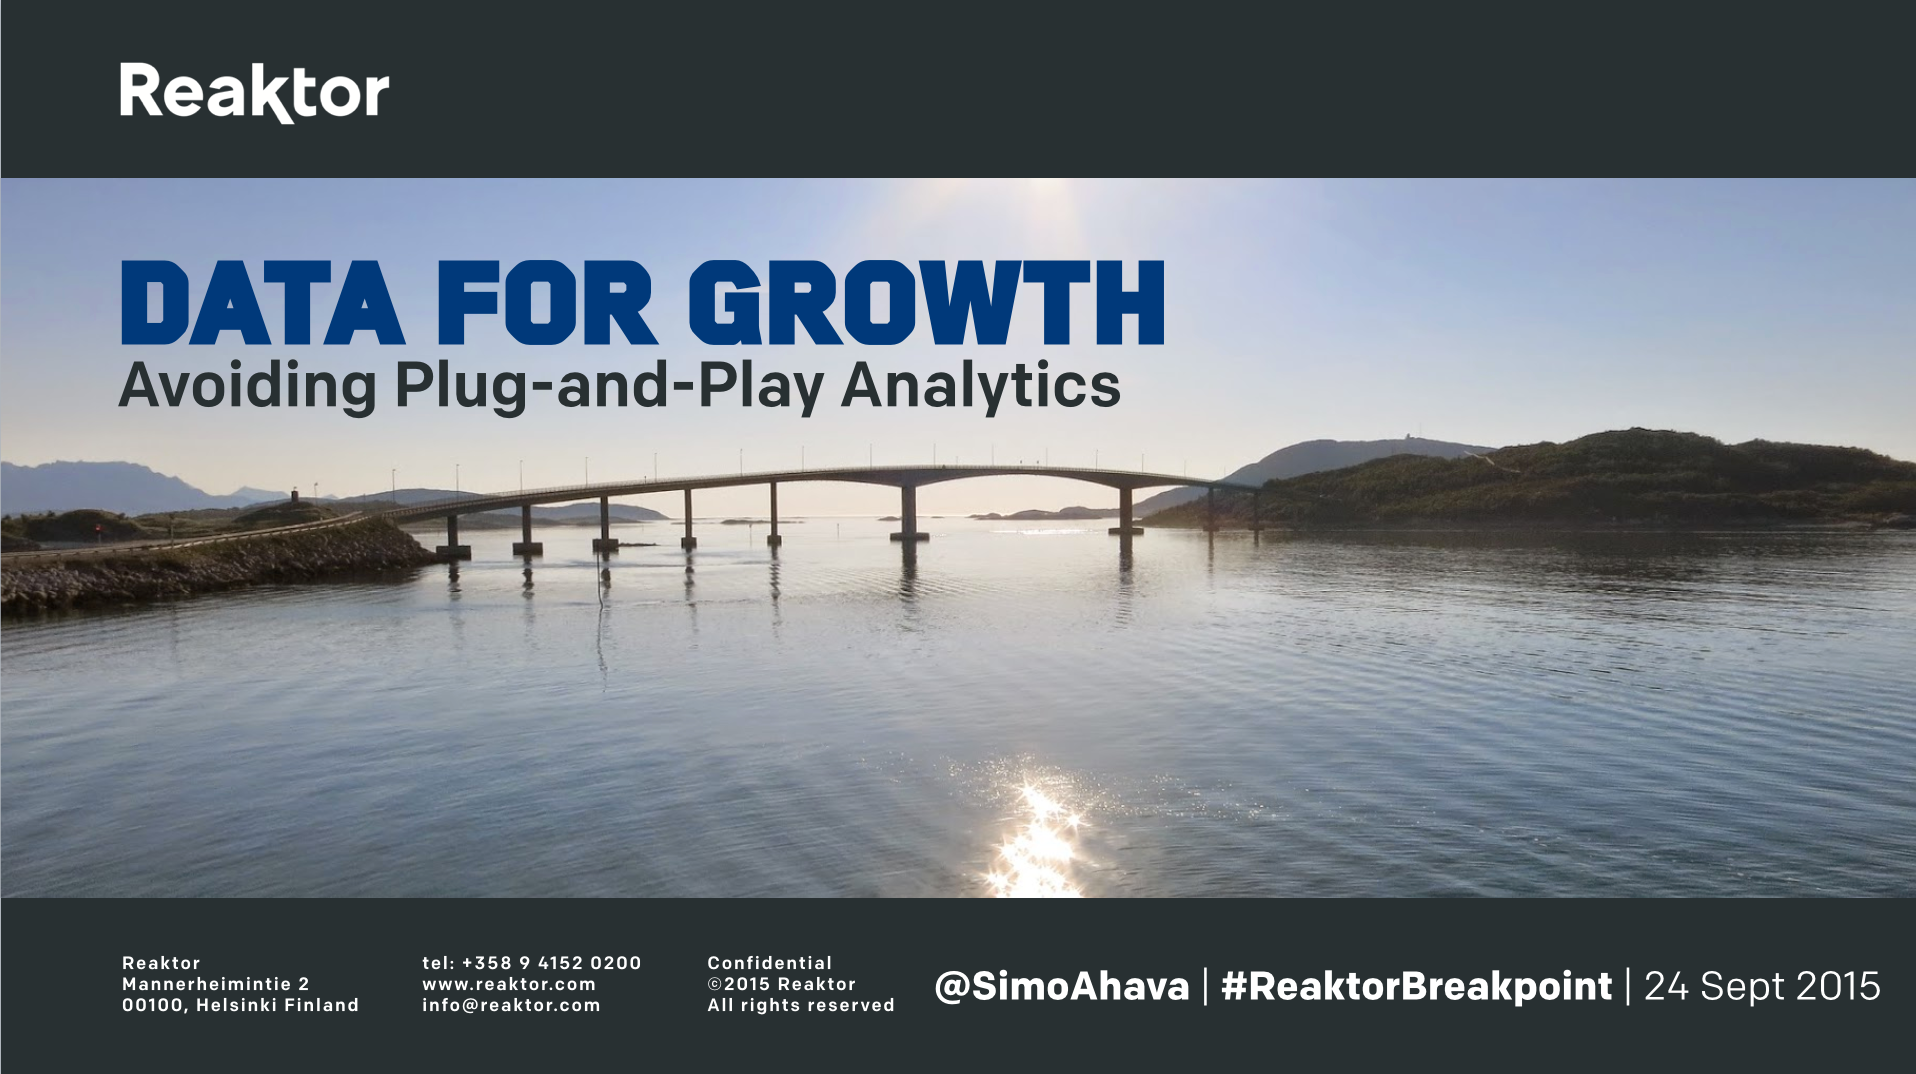 Reaktor
DATA FOR GROWTH
Avoiding Plug-and-Play Analytics
Reaktor
Mannerheimintie 2
00100, Helsinki Finland
tel: +358 9 4152 0200
www.reaktor.com
info@reaktor.com
Confidential
©2015 Reaktor
All rights reserved
@SimoAhava | #ReaktorBreakpoint | 24 Sept 2015